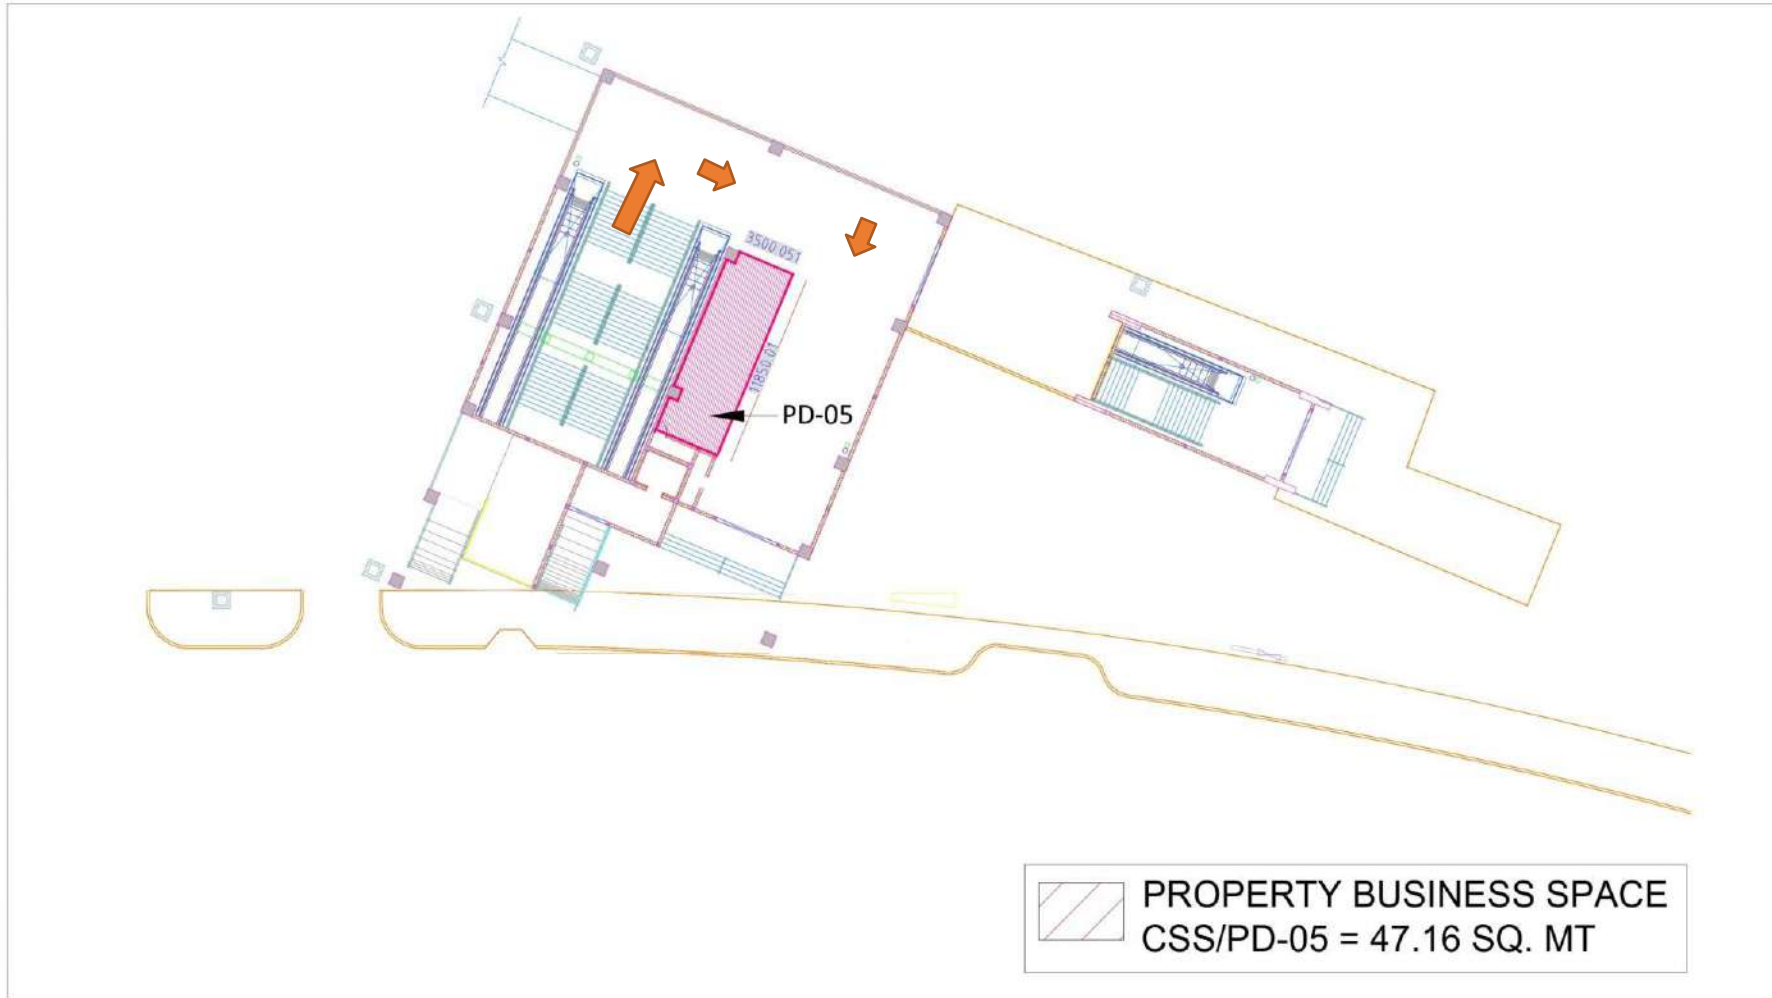 3500.051
11850.01
PD-05
PROPERTY BUSINESS SPACE
CSS/PD-05 = 47.16 SQ. MT